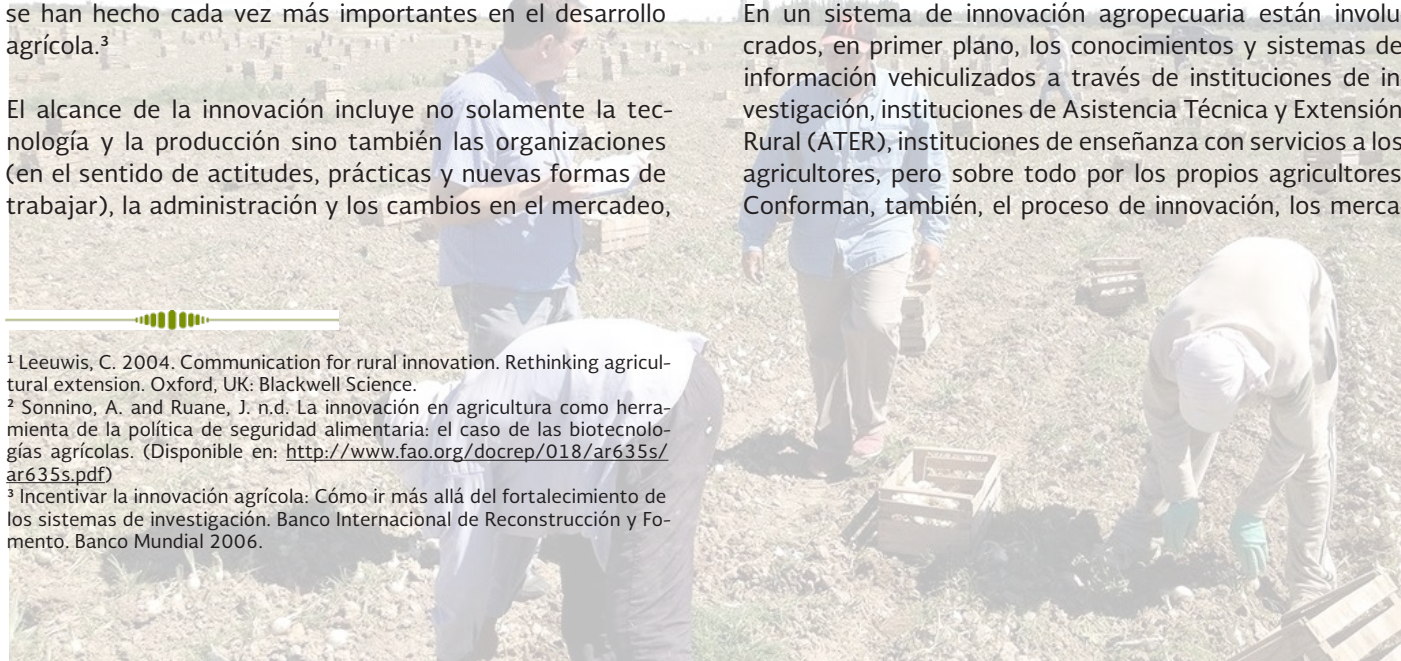 se han hecho cada vez más importantes en el desarrollo
agrícola.³
El alcance de la innovación incluye no solamente la tec-
nología y la producción sino también las organizaciones
(en el sentido de actitudes, prácticas y nuevas formas de
trabajar), la administración y los cambios en el mercadeo,
¹ Leeuwis, C. 2004. Communication for rural innovation. Rethinking agricul-
tural extension. Oxford, UK: Blackwell Science.
² Sonnino, A. and Ruane, J. n.d. La innovación en agricultura como herra-
mienta de la política de seguridad alimentaria: el caso de las biotecnolo-
gías agrícolas. (Disponible en: http://www.fao.org/docrep/018/ar635s/
ar635s.pdf)
³ Incentivar la innovación agrícola: Cómo ir más allá del fortalecimiento de
los sistemas de investigación. Banco Internacional de Reconstrucción y Fo-
mento. Banco Mundial 2006.
En un sistema de innovación agropecuaria están involu
crados, en primer plano, los conocimientos y sistemas de
información vehiculizados a través de instituciones de in
vestigación, instituciones de Asistencia Técnica y Extensión
Rural (ATER), instituciones de enseñanza con servicios a los
agricultores, pero sobre todo por los propios agricultores
Conforman, también, el proceso de innovación, los merca